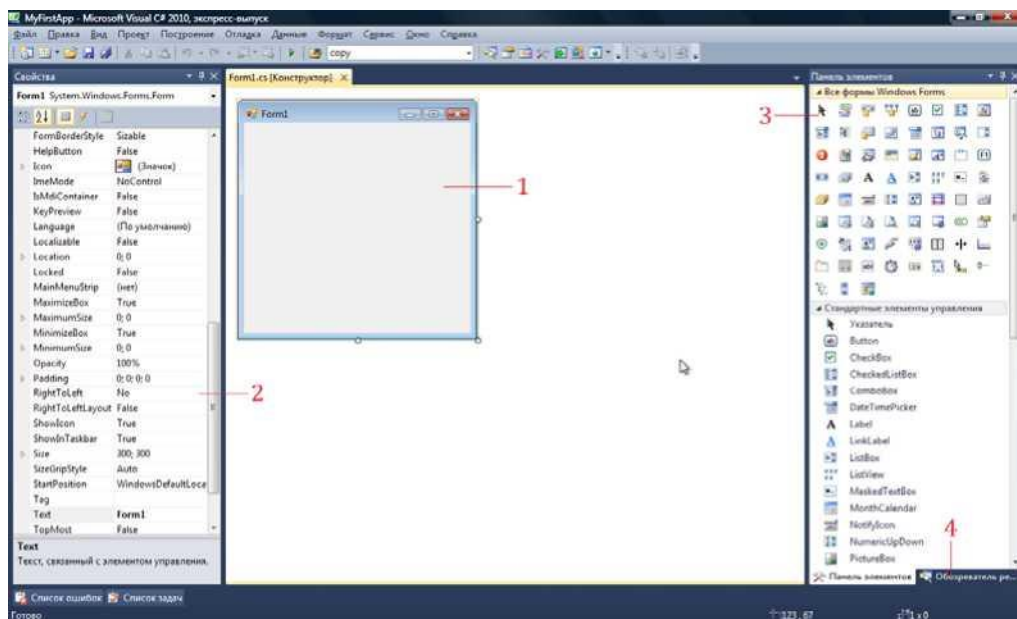 MyFirstApp - Microsoft Visual C# 2010, экспресс-выпуск
Файл Правка Вид Проект Построение Отладка Данные Формат Сервис Окно Справка
copy
Свойства
Form1 System.Windows.Forms.Form
FormBorderStyle Sizable
HelpButton False
Icon (Значок)
ImeMode NoControl
IsMdiContainer False
KeyPreview False
Language (По умолчанию)
Localizable False
Location 0; 0
Locked False
MainMenuStrip (нет)
MaximizeBox True
MaximumSize 0; 0
MinimizeBox True
MinimumSize 0; 0
Opacity 100%
Padding 0; 0; 0; 0
RightToLeft No
RightToLeftLayout False
ShowIcon True
ShowInTaskbar True
Size 300; 300
SizeGripStyle Auto
StartPosition WindowsDefaultLoca
Tag
Text Form1
TopMost False
Text
Текст, связанный с элементом управления.
Form1.cs [Конструктор]
Form1
1
2
Панель элементов
Все формы Windows Forms
3
Стандартные элементы управления
Указатель
Button
CheckBox
CheckedListBox
ComboBox
DateTimePicker
Label
LinkLabel
ListBox
ListView
MaskedTextBox
MonthCalendar
NotifyIcon
NumericUpDown
PictureBox
4
Панель элементов Обозреватель ре...
Список ошибок Список задач
Готово 123, 67 1 x 0